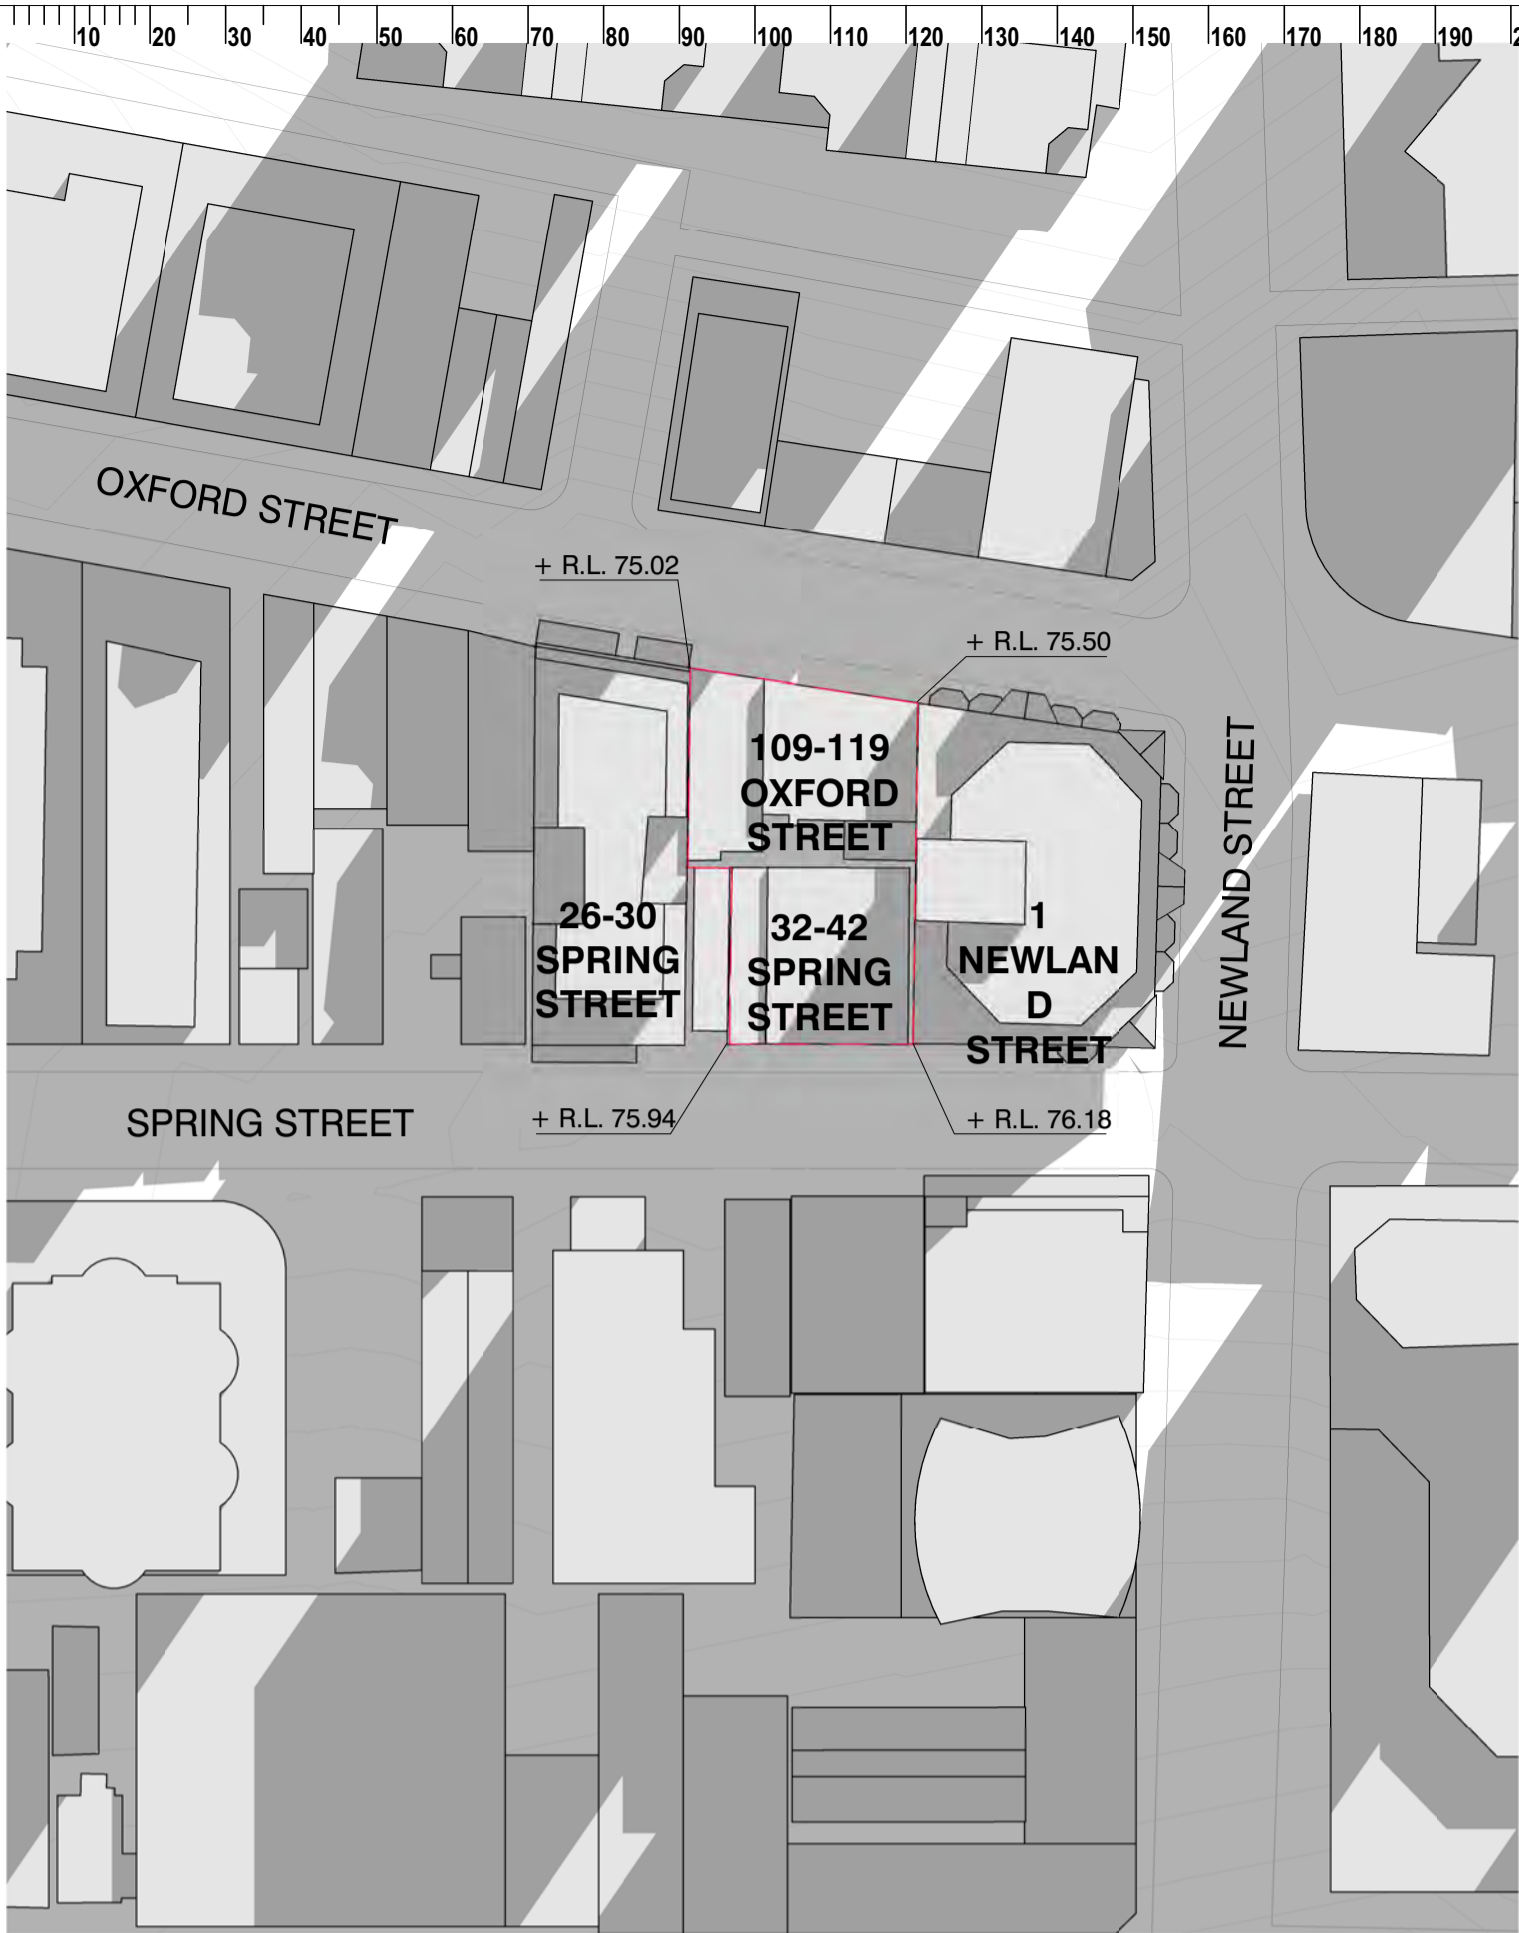 10 20 30 40 50 60 70 80 90 100 110 120 130 140 150 160 170 180 190
OXFORD STREET
+ R.L. 75.02
+ R.L. 75.50
109-119
OXFORD
STREET
NEWLAND STREET
26-30
SPRING
STREET
32-42
SPRING
STREET
1
NEWLAN
D
STREET
SPRING STREET
+ R.L. 75.94
+ R.L. 76.18